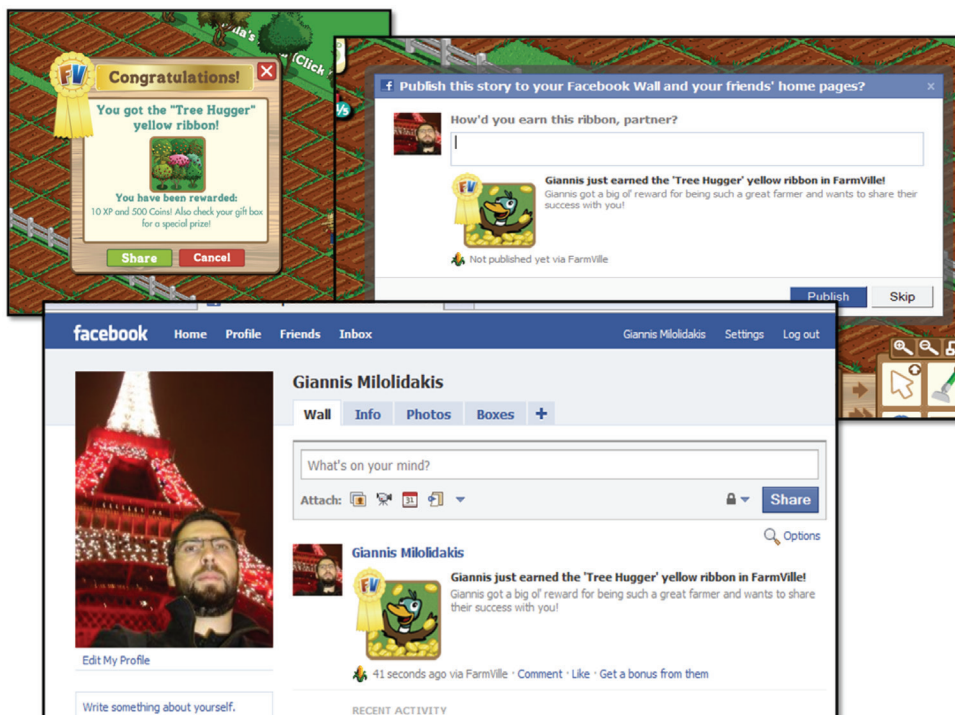 da's
(Click
FV
Congratulations!
You got the "Tree Hugger"
yellow ribbon!
You have been rewarded:
10 XP and 500 Coins! Also check your gift box
for a special prize!
Share
Cancel
f Publish this story to your Facebook Wall and your friends' home pages? x
How'd you earn this ribbon, partner?
FV
Giannis just earned the 'Tree Hugger' yellow ribbon in FarmVille!
Giannis got a big ol' reward for being such a great farmer and wants to share their
success with you!
Not published yet via FarmVille
Publish
Skip
facebook Home Profile Friends Inbox Giannis Milolidakis Settings Log out
Giannis Milolidakis
Wall Info Photos Boxes +
What's on your mind?
Attach: 31
Share
Options
Giannis Milolidakis
FV
Giannis just earned the 'Tree Hugger' yellow ribbon in FarmVille!
Giannis got a big ol' reward for being such a great farmer and wants to share
their success with you!
41 seconds ago via FarmVille · Comment · Like · Get a bonus from them
Edit My Profile
Write something about yourself.
RECENT ACTIVITY